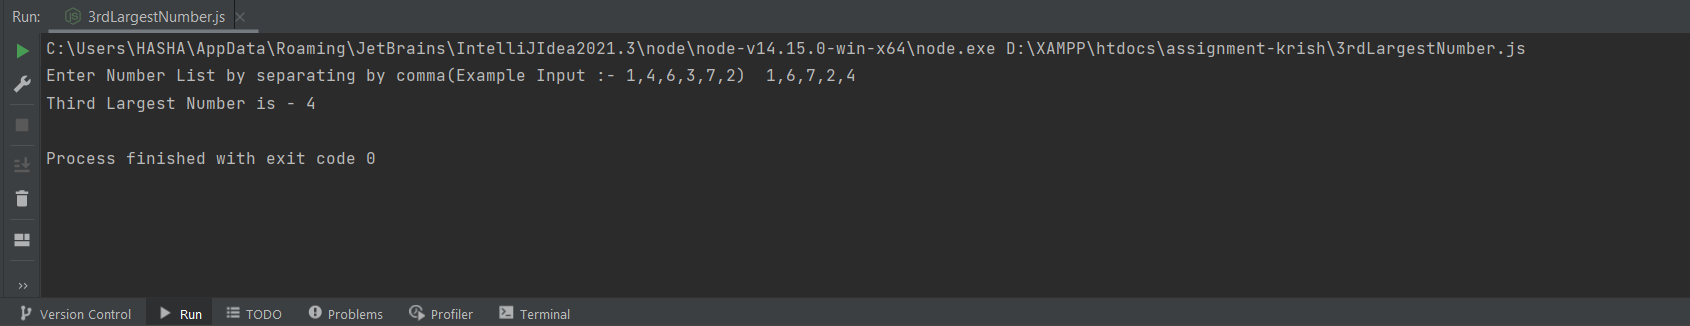 Run: 3rdLargestNumber.js
C:\Users\HASHA\AppData\Roaming\JetBrains\IntelliJIdea2021.3\node\node-v14.15.0-win-x64\node.exe D:\XAMPP\htdocs\assignment-krish\3rdLargestNumber.js
Enter Number List by separating by comma(Example Input :- 1,4,6,3,7,2)  1,6,7,2,4
Third Largest Number is - 4
Process finished with exit code 0
Version Control Run TODO Problems Profiler Terminal